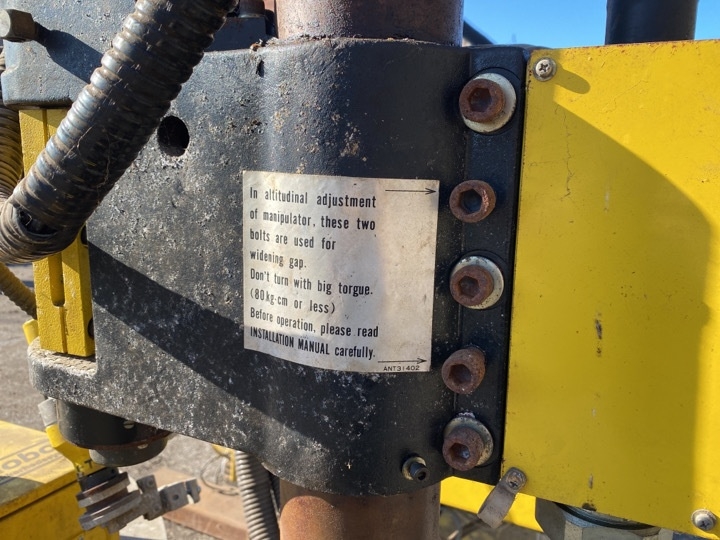 In altitudinal adjustment
of manipulator, these two
bolts are used for
widening gap.
Don't turn with big torgue.
(80kg-cm or less)
Before operation, please read
INSTALLATION MANUAL carefully.
ANT31402